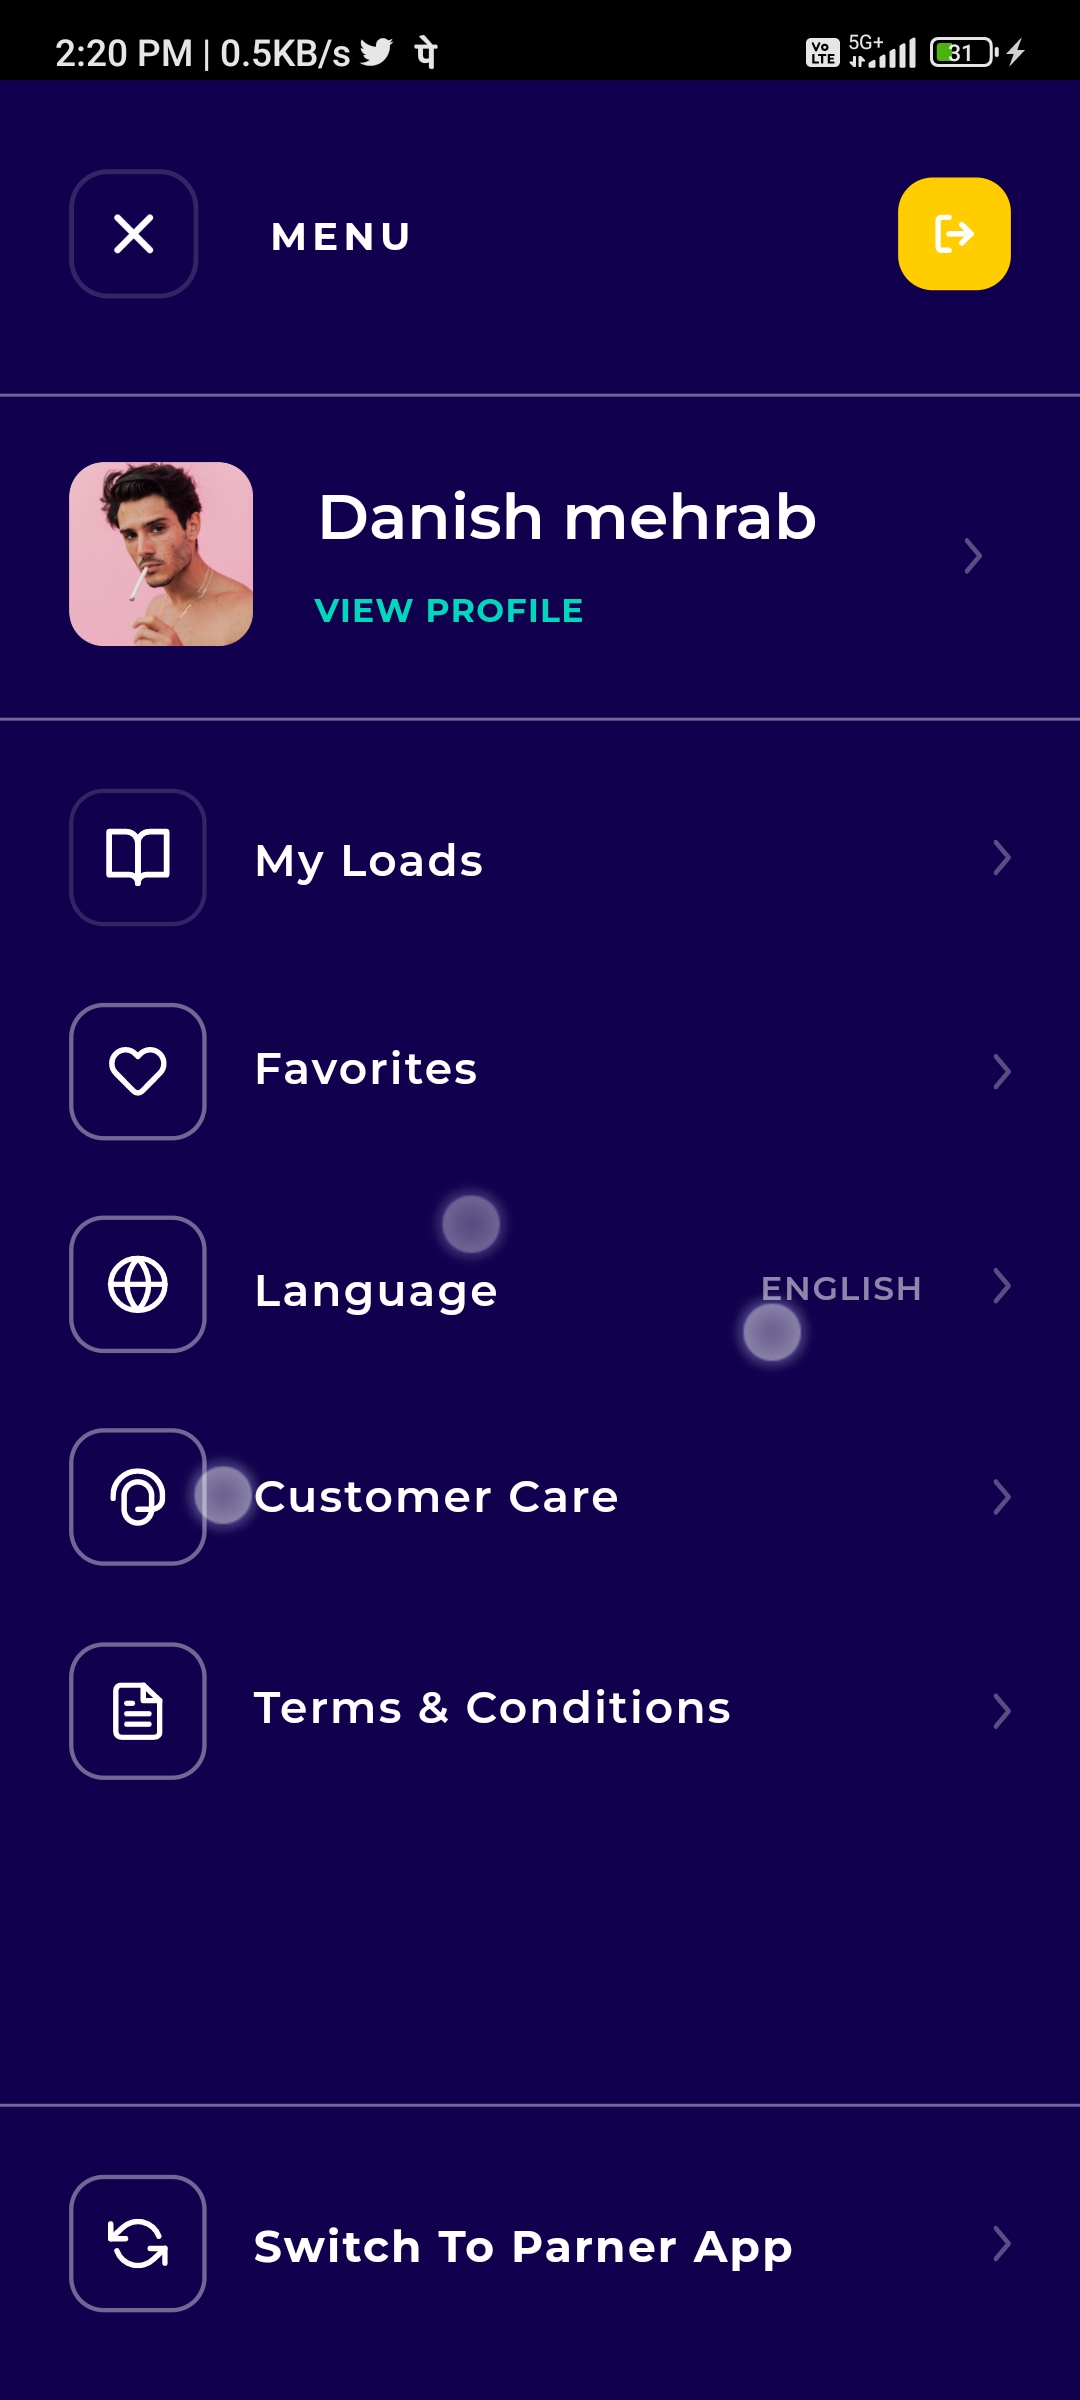 2:20 PM | 0.5KB/s पे Vo LTE 5G+ 31
MENU
Danish mehrab
VIEW PROFILE
My Loads
Favorites
Language ENGLISH
Customer Care
Terms & Conditions
Switch To Parner App